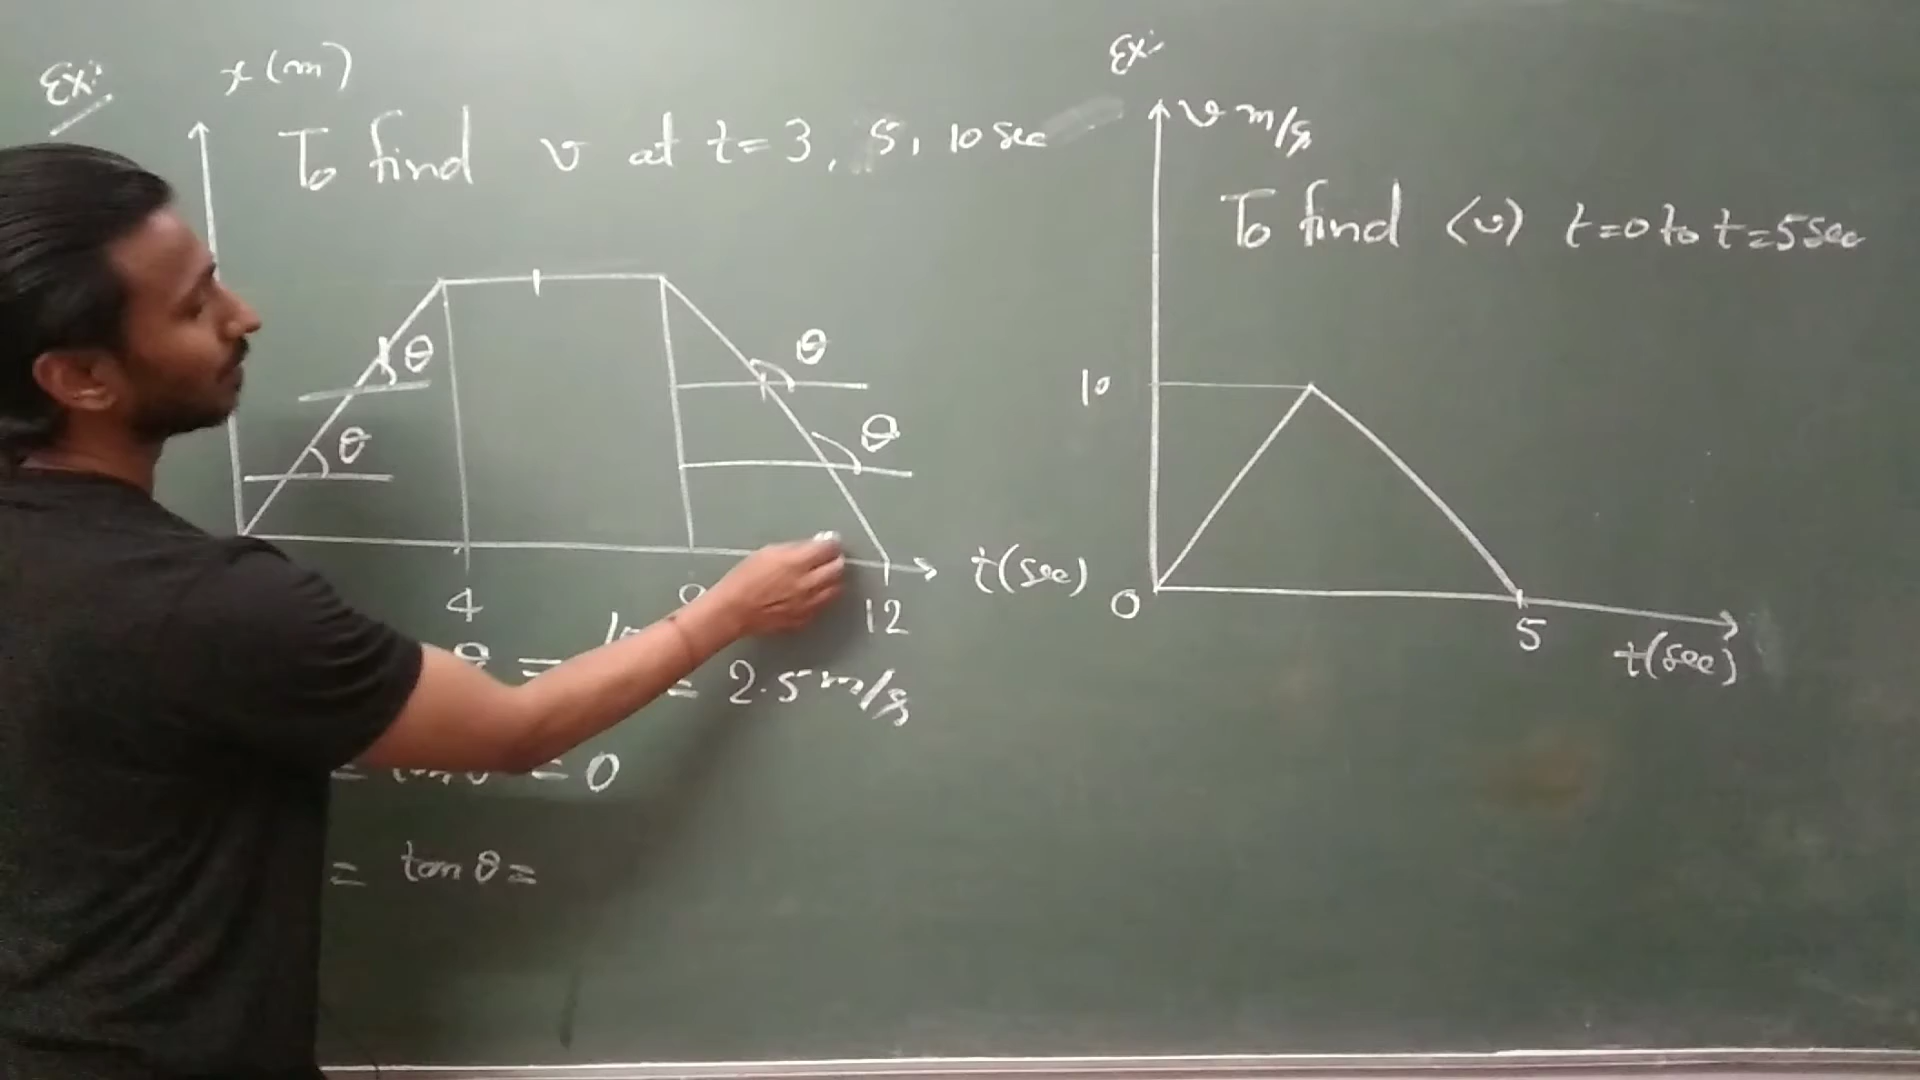 Ex:
x (m)
To find v at t = 3, 5, 10 sec
θ
θ
θ
θ
t (sec)
4
12
= 2.5 m/s
= 0
= tan θ =
Ex:
v m/s
To find <v> t=0 to t=5 sec
10
0
5
t (sec)